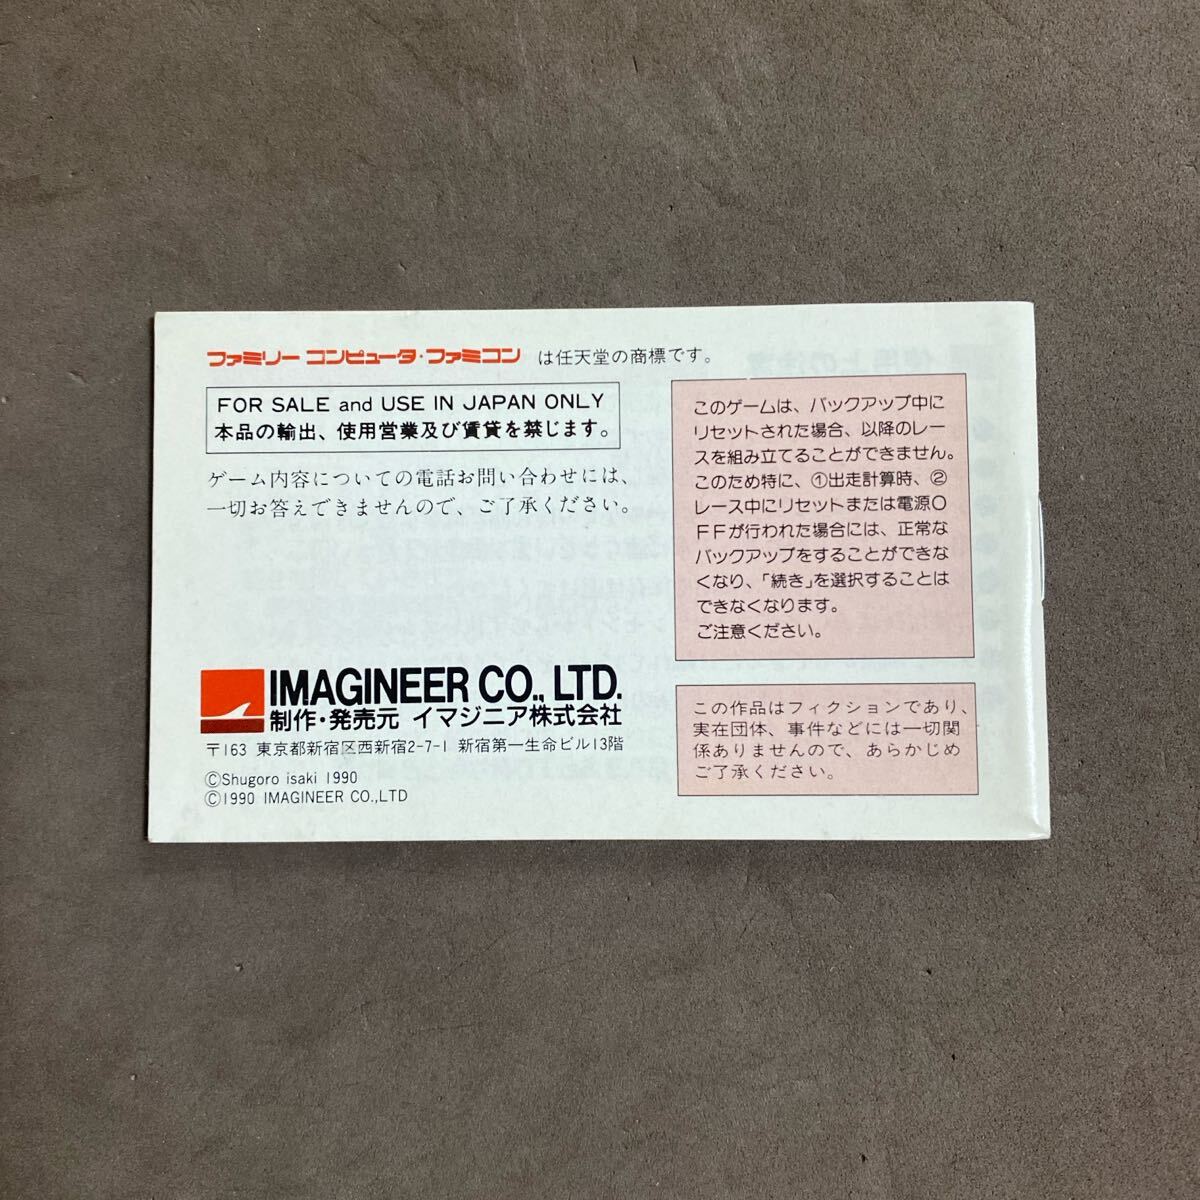 ファミリー コンピュータ・ファミコン は任天堂の商標です。
FOR SALE and USE IN JAPAN ONLY
本品の輸出、使用営業及び賃貸を禁じます。
ゲーム内容についての電話お問い合わせには、
一切お答えできませんので、ご了承ください。
IMAGINEER CO., LTD.
制作・発売元 イマジニア株式会社
〒163 東京都新宿区西新宿2-7-1 新宿第一生命ビル13階
©Shugoro isaki 1990
©1990 IMAGINEER CO.,LTD
このゲームは、バックアップ中に
リセットされた場合、以降のレー
スを組み立てることができません。
このため特に、①出走計算時、②
レース中にリセットまたは電源O
FFが行われた場合には、正常な
バックアップをすることができな
くなり、「続き」を選択することは
できなくなります。
ご注意ください。
この作品はフィクションであり、
実在団体、事件などには一切関
係ありませんので、あらかじめ
ご了承ください。